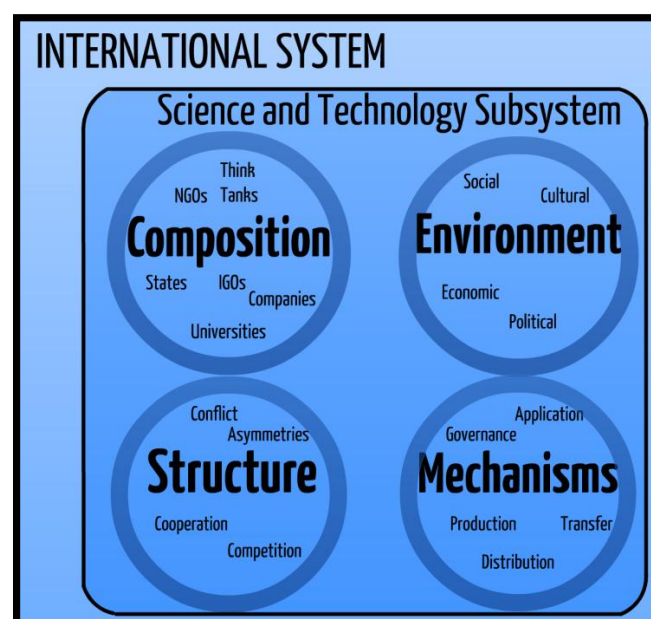 INTERNATIONAL SYSTEM
Science and Technology Subsystem
Think
NGOs Tanks
Composition
States IGOs
Companies
Universities
Social
Cultural
Environment
Economic
Political
Conflict
Asymmetries
Structure
Cooperation
Competition
Application
Governance
Mechanisms
Production Transfer
Distribution